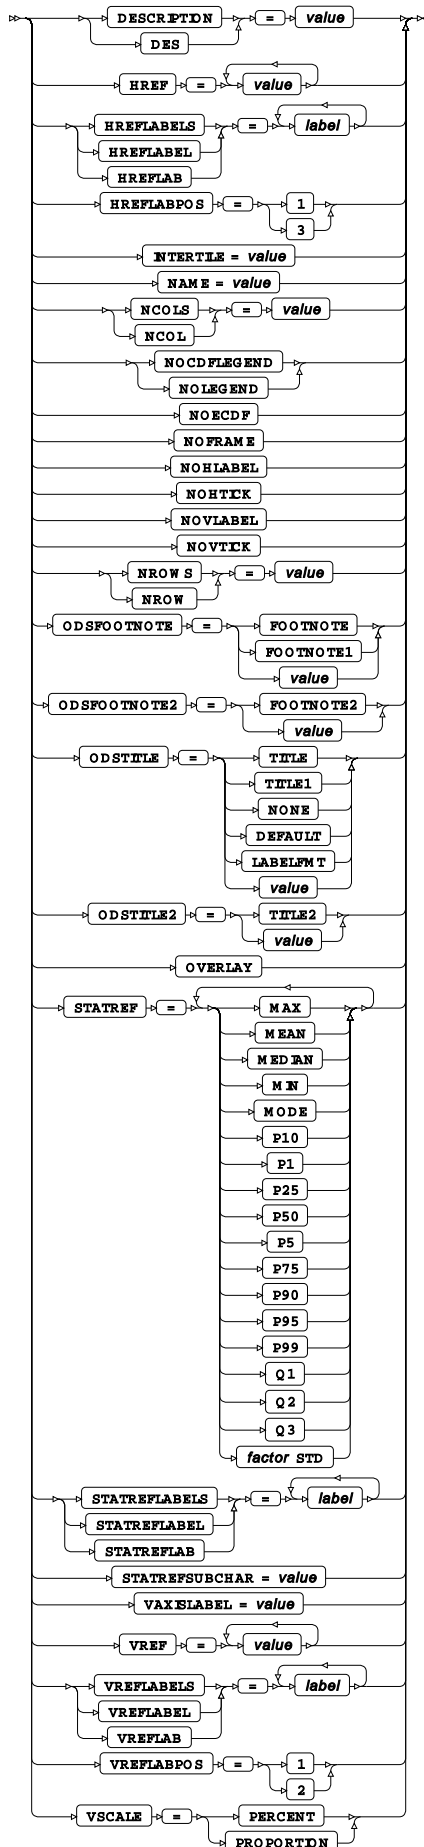 DESCRIPTION = value
DES
HREF = value
HREFLABELS = label
HREFLABEL
HREFLAB
HREFLABPOS = 1
3
INTERTILE = value
NAME = value
NCOLS = value
NCOL
NOCDFLEGEND
NOLEGEND
NOECDF
NOFRAME
NOHLABEL
NOHTICK
NOVLABEL
NOVTICK
NROWS = value
NROW
ODSFOOTNOTE = FOOTNOTE
FOOTNOTE1
value
ODSFOOTNOTE2 = FOOTNOTE2
value
ODSTITLE = TITLE
TITLE1
NONE
DEFAULT
LABELFMT
value
ODSTITLE2 = TITLE2
value
OVERLAY
STATREF = MAX
MEAN
MEDIAN
MIN
MODE
P10
P1
P25
P50
P5
P75
P90
P95
P99
Q1
Q2
Q3
factor STD
STATREFLABELS = label
STATREFLABEL
STATREFLAB
STATREFSUBCHAR = value
VAXISLABEL = value
VREF = value
VREFLABELS = label
VREFLABEL
VREFLAB
VREFLABPOS = 1
2
VSCALE = PERCENT
PROPORTION